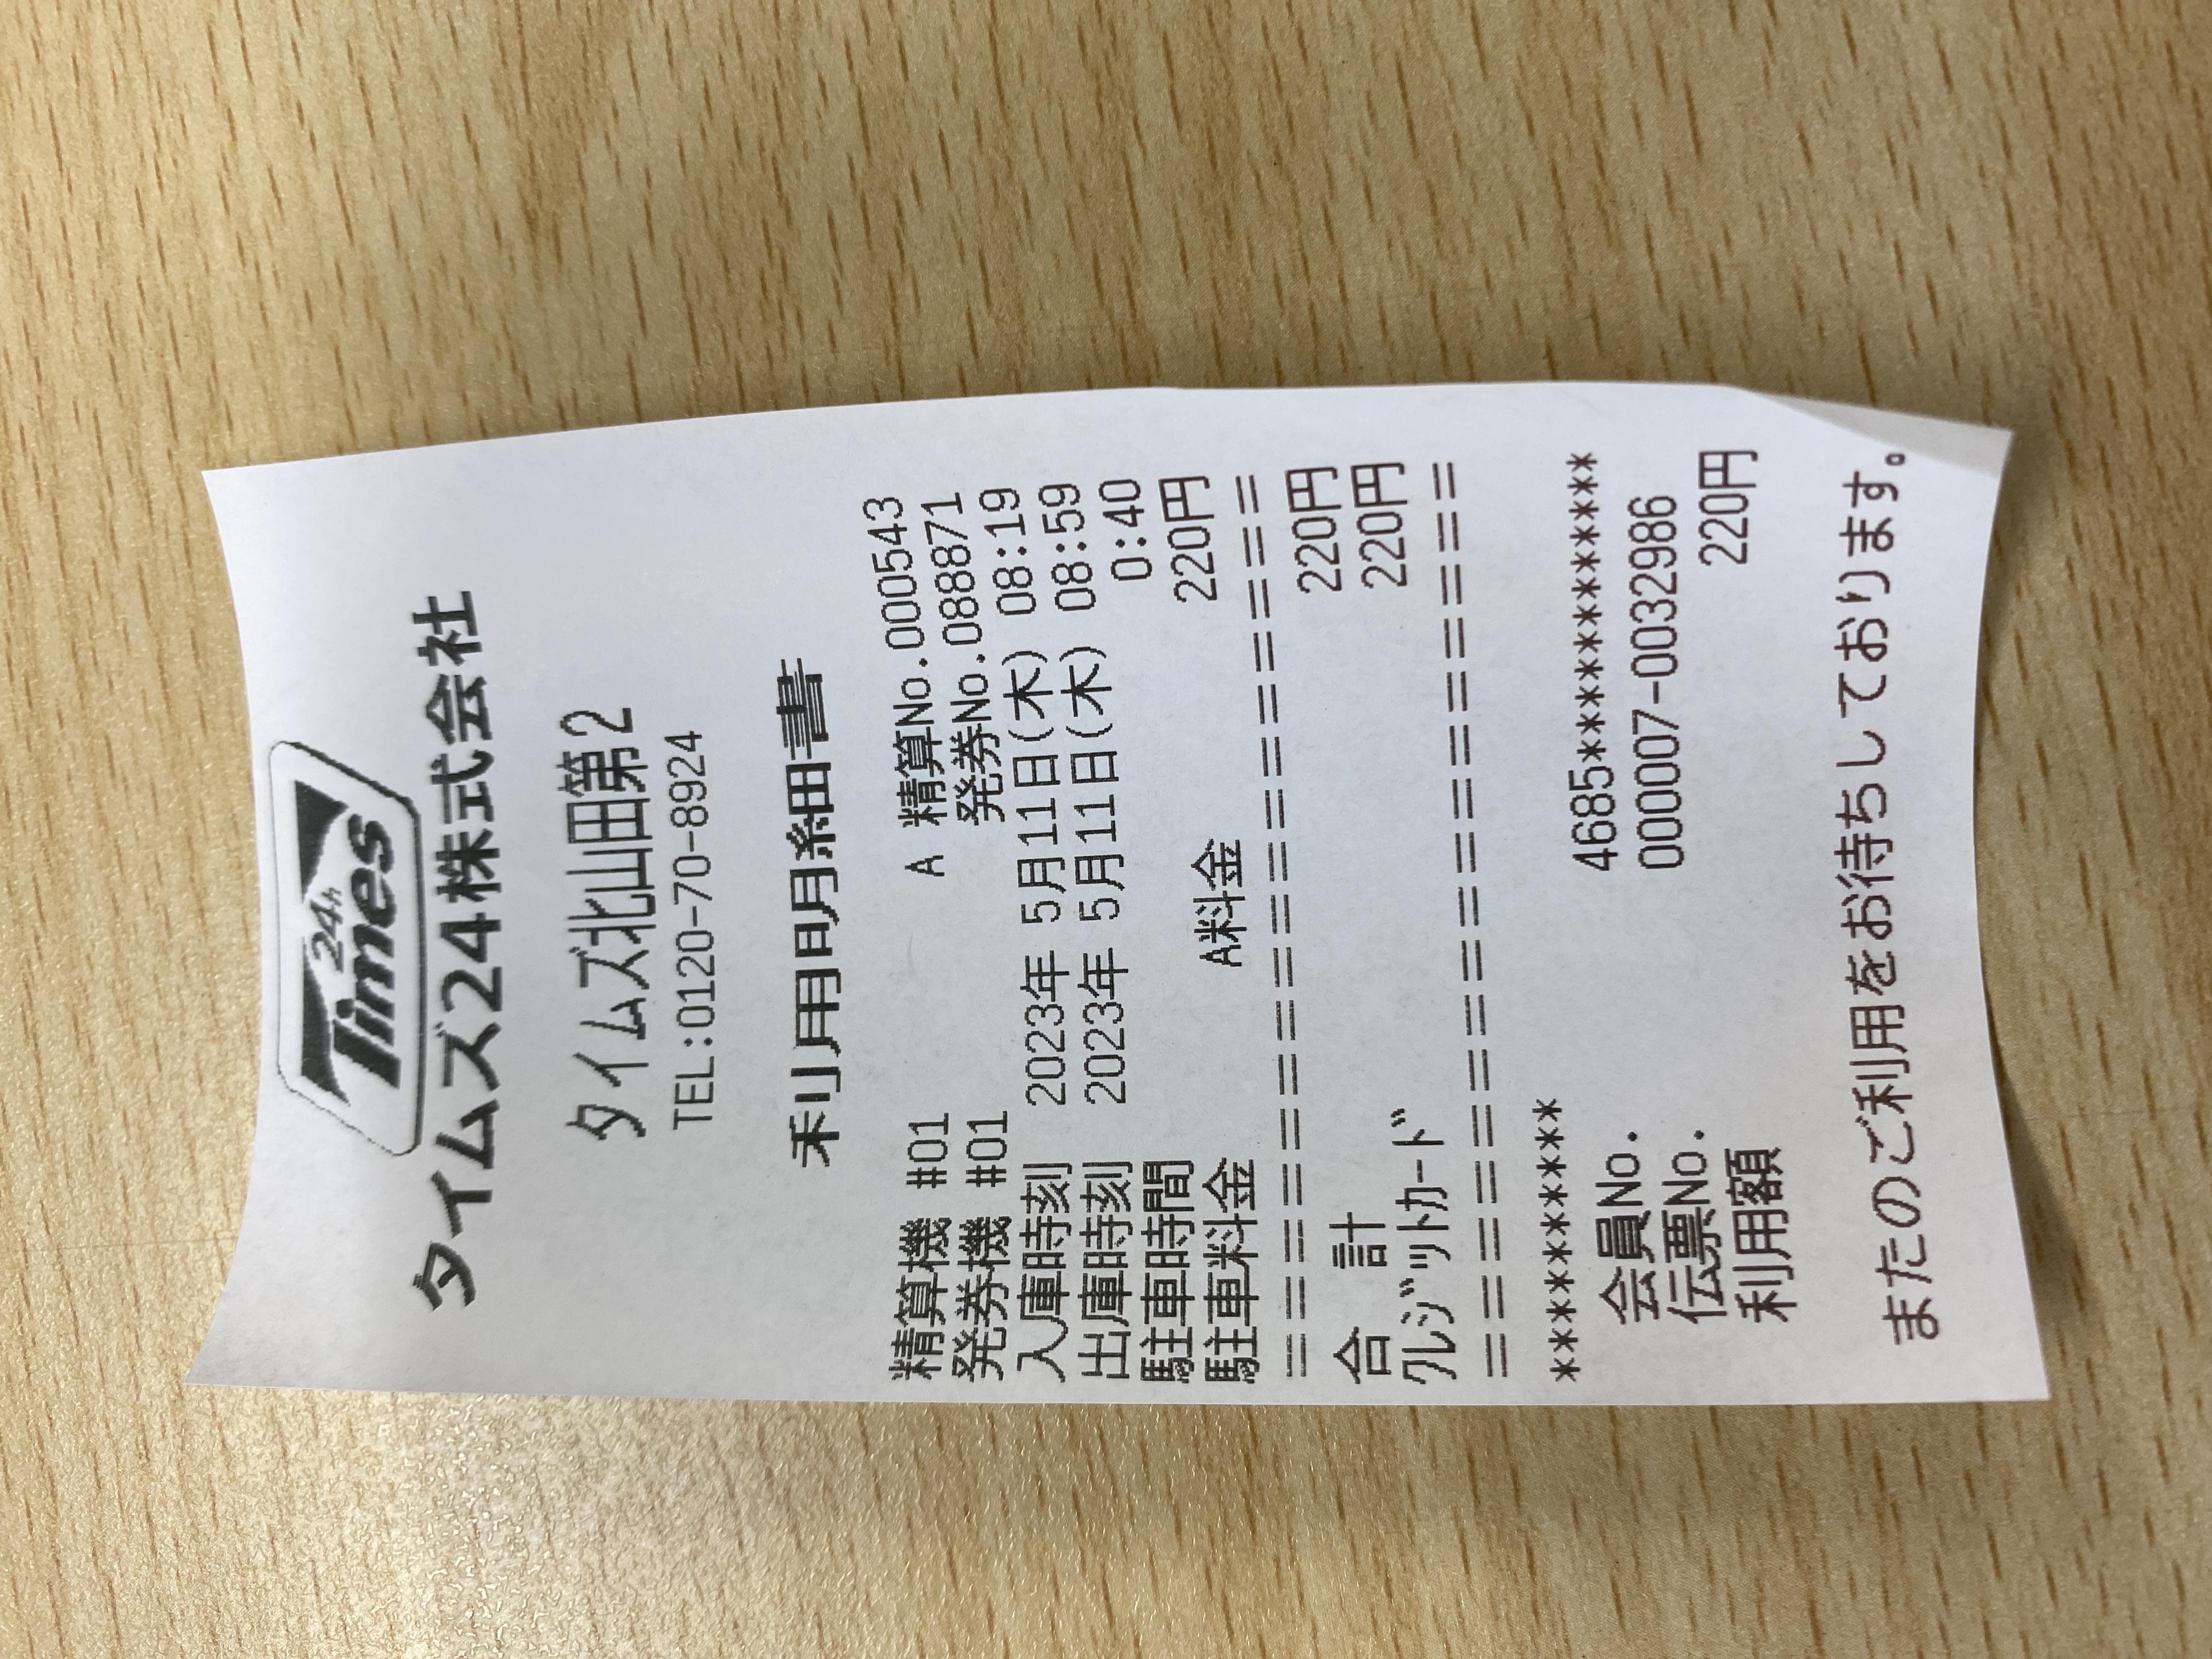 24h
Times
タイムズ24株式会社
タイムズ北山田第2
TEL:0120-70-8924
利用明細書
精算機 #01 A 精算No.000543
発券機 #01 発券No.088871
入庫時刻 2023年 5月11日(木) 08:19
出庫時刻 2023年 5月11日(木) 08:59
駐車時間 0:40
駐車料金 A料金 220円
==================
合 計 220円
クレジットカード 220円
==================
***********
会員No. 4685************
伝票No. 000007-0032986
利用額 220円
またのご利用をお待ちしております。